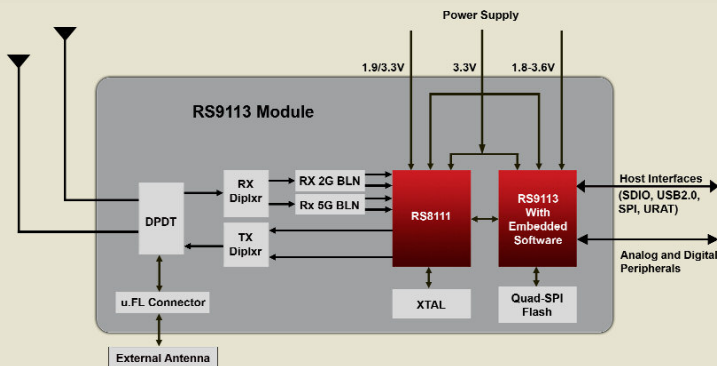 Power Supply
1.9/3.3V
3.3V
1.8-3.6V
RS9113 Module
RX
Diplxr
RX 2G BLN
Rx 5G BLN
DPDT
TX
Diplxr
RS8111
RS9113
With
Embedded
Software
Host Interfaces
(SDIO, USB2.0,
SPI, URAT)
Analog and Digital
Peripherals
u.FL Connector
XTAL
Quad-SPI
Flash
External Antenna